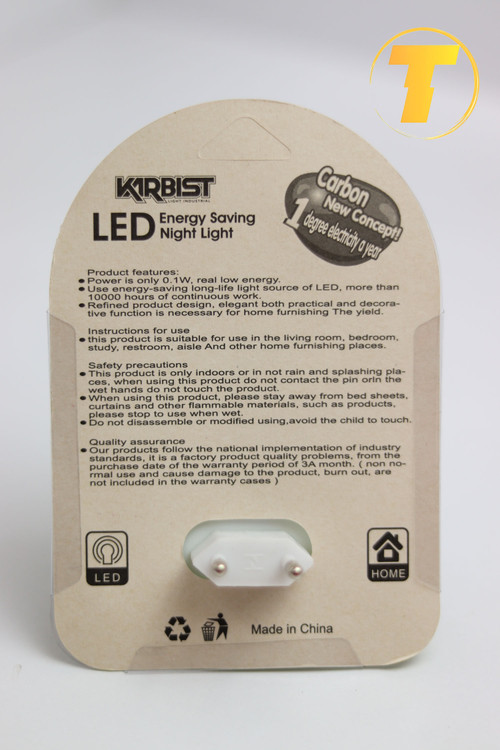 T
KARBIST
LIGHT INDUSTRIAL
LED Energy Saving
Night Light
Carbon
New Concept!
1 degree electricity a year
Product features:
● Power is only 0.1W, real low energy.
● Use energy-saving long-life light source of LED, more than
10000 hours of continuous work.
● Refined product design, elegant both practical and decora-
tive function is necessary for home furnishing The yield.
Instructions for use
● this product is suitable for use in the living room, bedroom,
study, restroom, aisle And other home furnishing places.
Safety precautions
● This product is only indoors or in not rain and splashing pla-
ces, when using this product do not contact the pin orIn the
wet hands do not touch the product.
● When using this product, please stay away from bed sheets,
curtains and other flammable materials, such as products,
please stop to use when wet.
● Do not disassemble or modified using,avoid the child to touch.
Quality assurance
● Our products follow the national implementation of industry
standards, it is a factory product quality problems, from the
purchase date of the warranty period of 3A month. ( non no-
rmal use and cause damage to the product, burn out, are
not included in the warranty cases )
LED
HOME
Made in China